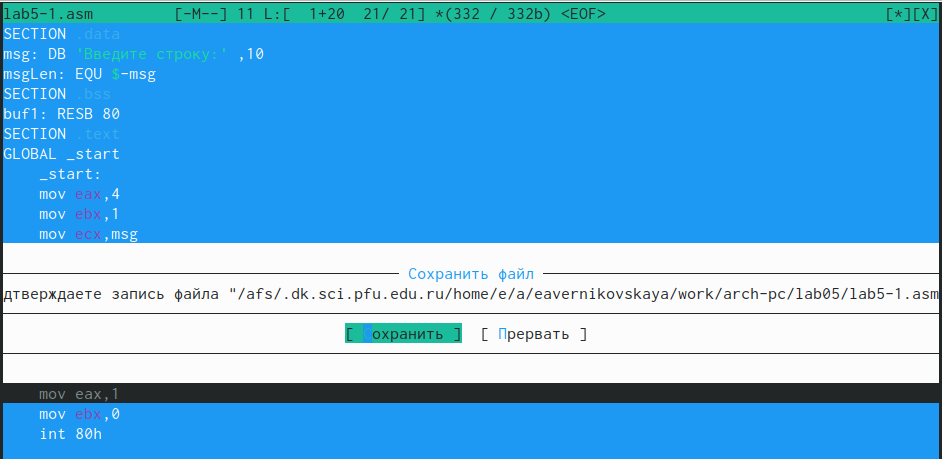 lab5-1.asm [-M--] 11 L:[ 1+20 21/ 21] *(332 / 332b) <EOF> [*][X]
SECTION .data
msg: DB 'Введите строку:' ,10
msgLen: EQU $-msg
SECTION .bss
buf1: RESB 80
SECTION .text
GLOBAL _start
_start:
mov eax,4
mov ebx,1
mov ecx,msg
Сохранить файл
дтверждаете запись файла "/afs/.dk.sci.pfu.edu.ru/home/e/a/eavernikovskaya/work/arch-pc/lab05/lab5-1.asm
[ Сохранить ] [ Прервать ]
mov eax,1
mov ebx,0
int 80h